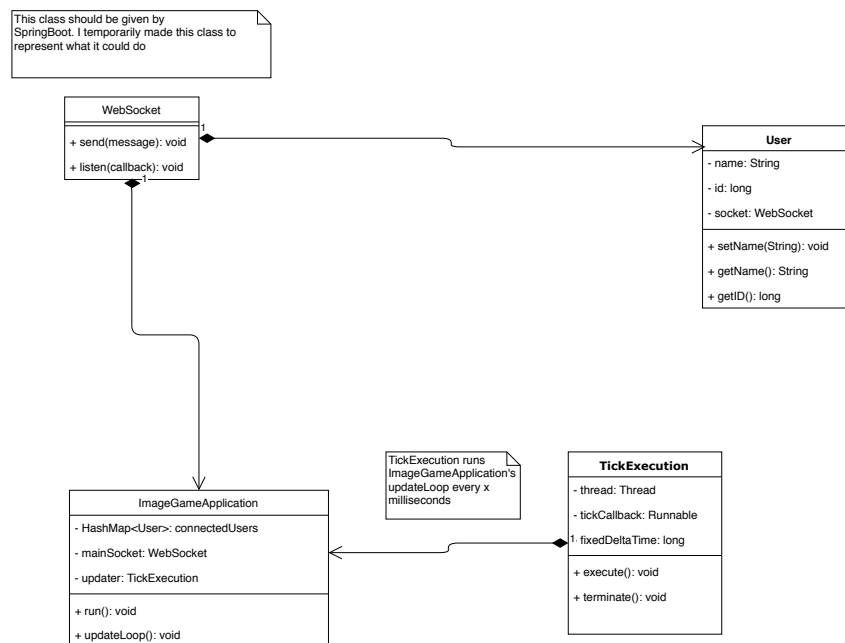 This class should be given by
SpringBoot. I temporarily made this class to
represent what it could do
WebSocket
+ send(message): void
+ listen(callback): void
1
1
User
- name: String
- id: long
- socket: WebSocket
+ setName(String): void
+ getName(): String
+ getID(): long
TickExecution runs
ImageGameApplication's
updateLoop every x
milliseconds
TickExecution
- thread: Thread
- tickCallback: Runnable
- fixedDeltaTime: long
1
+ execute(): void
+ terminate(): void
ImageGameApplication
- HashMap<User>: connectedUsers
- mainSocket: WebSocket
- updater: TickExecution
+ run(): void
+ updateLoop(): void